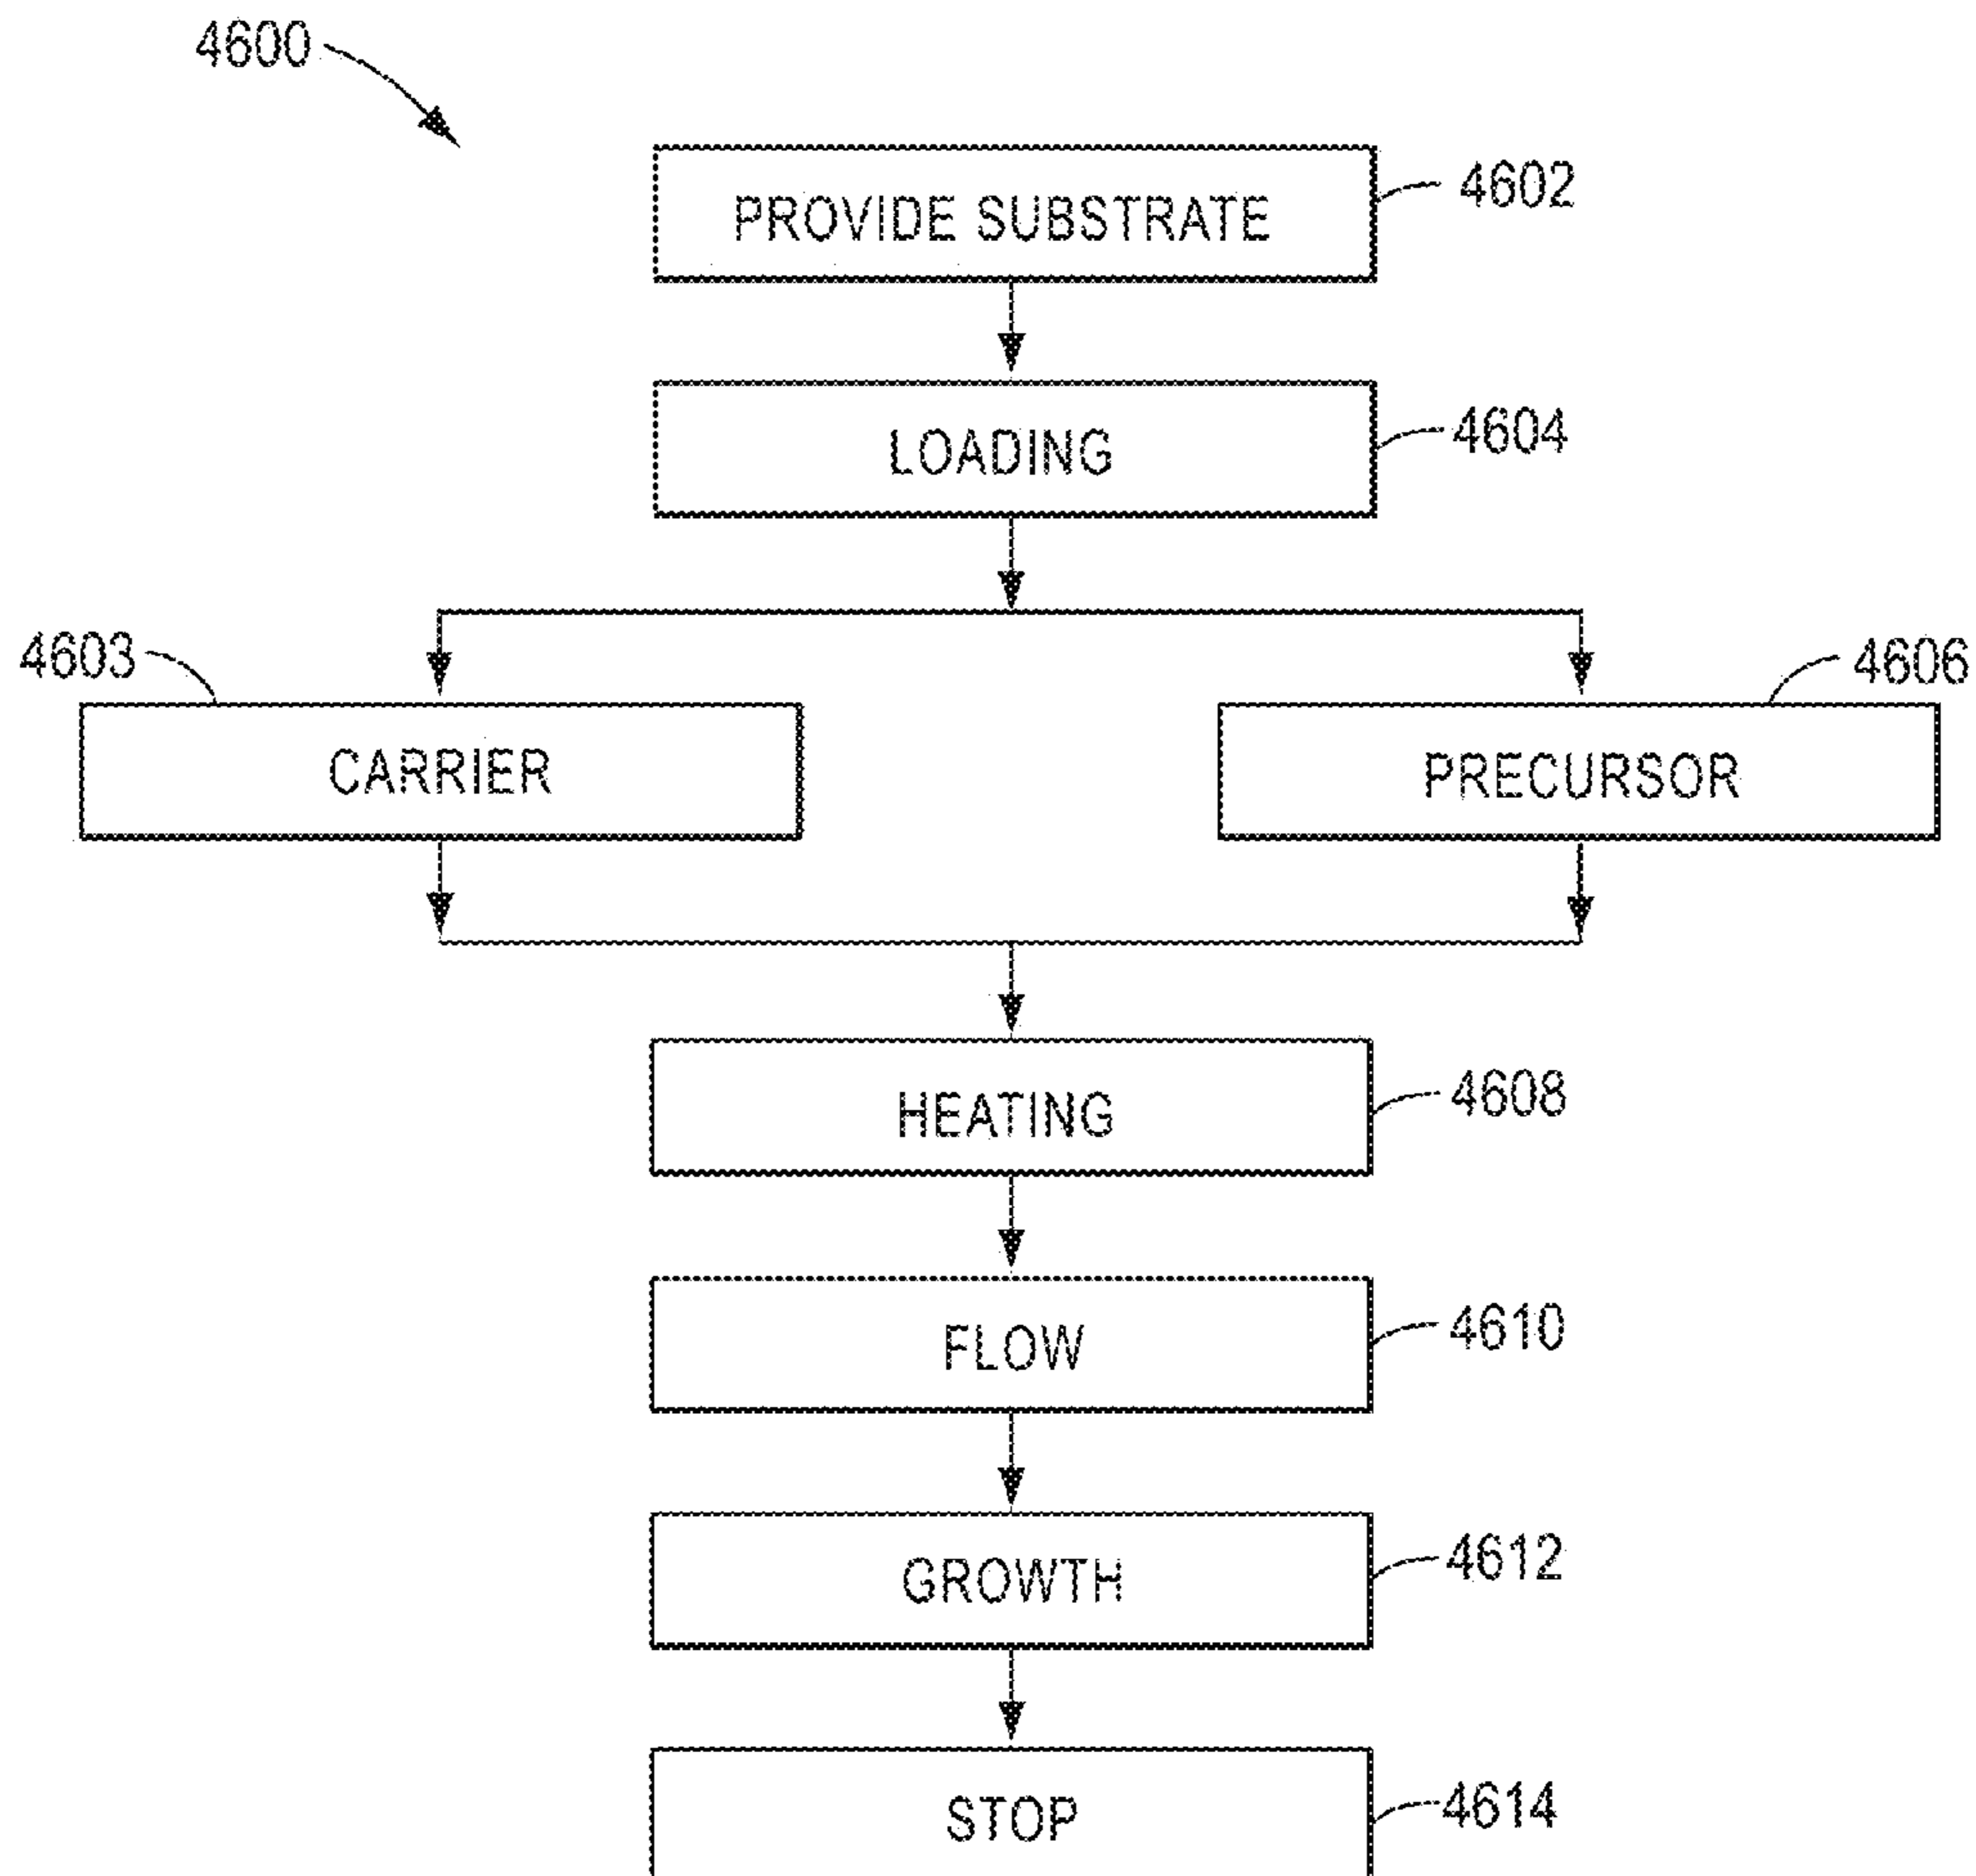 4600
PROVIDE SUBSTRATE
4602
LOADING
4604
4603
4606
CARRIER
PRECURSOR
HEATING
4608
FLOW
4610
GROWTH
4612
STOP
4614